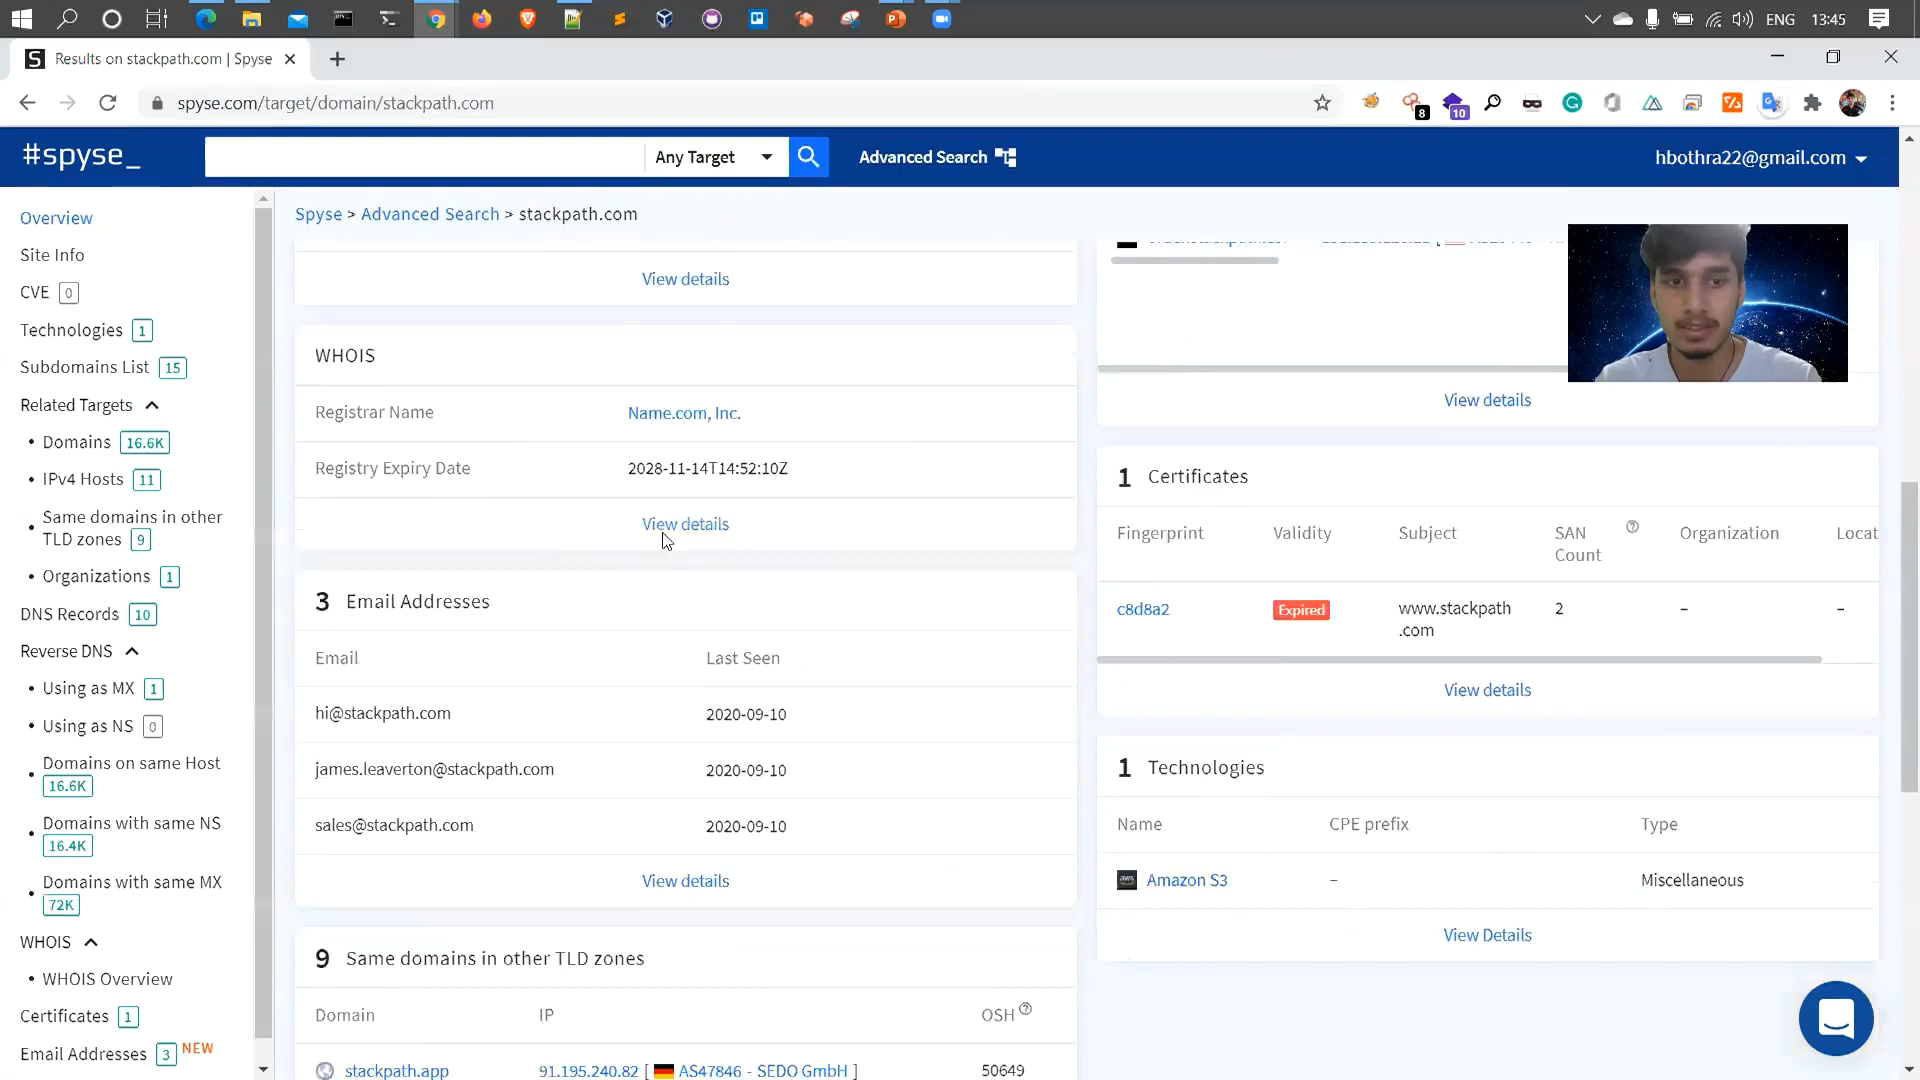 ENG
13:45
Results on stackpath.com | Spyse
spyse.com/target/domain/stackpath.com
8
10
#spyse_
Any Target
Advanced Search
hbothra22@gmail.com
Overview
Site Info
CVE 0
Technologies 1
Subdomains List 15
Related Targets
• Domains 16.6K
• IPv4 Hosts 11
• Same domains in other
TLD zones 9
• Organizations 1
DNS Records 10
Reverse DNS
• Using as MX 1
• Using as NS 0
• Domains on same Host
16.6K
• Domains with same NS
16.4K
• Domains with same MX
72K
WHOIS
• WHOIS Overview
Certificates 1
Email Addresses 3 NEW
Spyse > Advanced Search > stackpath.com
View details
WHOIS
Registrar Name Name.com, Inc.
Registry Expiry Date 2028-11-14T14:52:10Z
View details
3 Email Addresses
Email Last Seen
hi@stackpath.com 2020-09-10
james.leaverton@stackpath.com 2020-09-10
sales@stackpath.com 2020-09-10
View details
9 Same domains in other TLD zones
Domain IP OSH
stackpath.app 91.195.240.82 [ AS47846 - SEDO GmbH ] 50649
View details
1 Certificates
Fingerprint Validity Subject SAN Organization Locat
Count
c8d8a2 Expired www.stackpath 2 – –
.com
View details
1 Technologies
Name CPE prefix Type
Amazon S3 – Miscellaneous
View Details